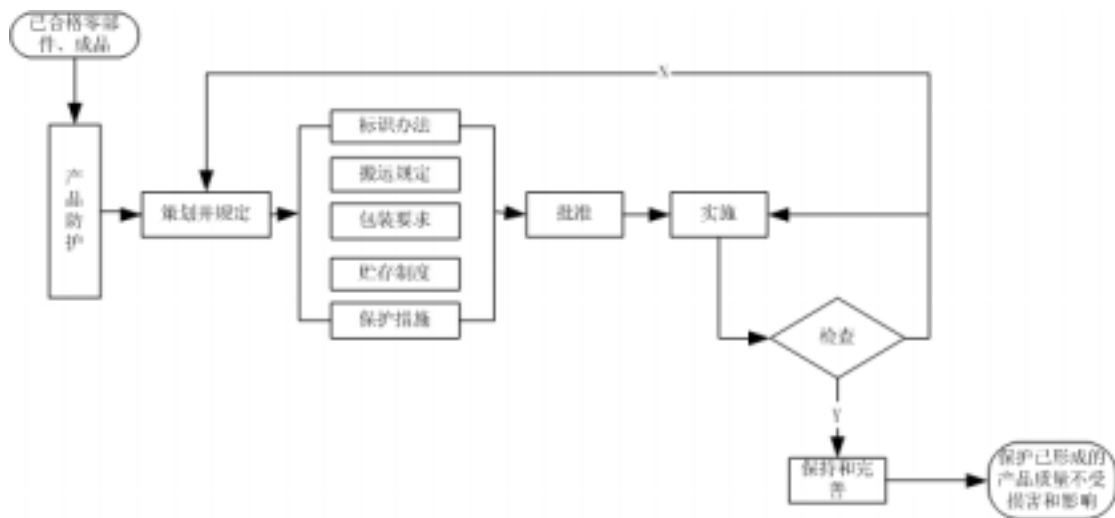 已合格零部
件、成品
N
标识办法
产品防护
搬运规定
策划并规定
包装要求
批准
实施
贮存制度
保护措施
检查
Y
保持和完
善
保护已形成的
产品质量不受
损害和影响